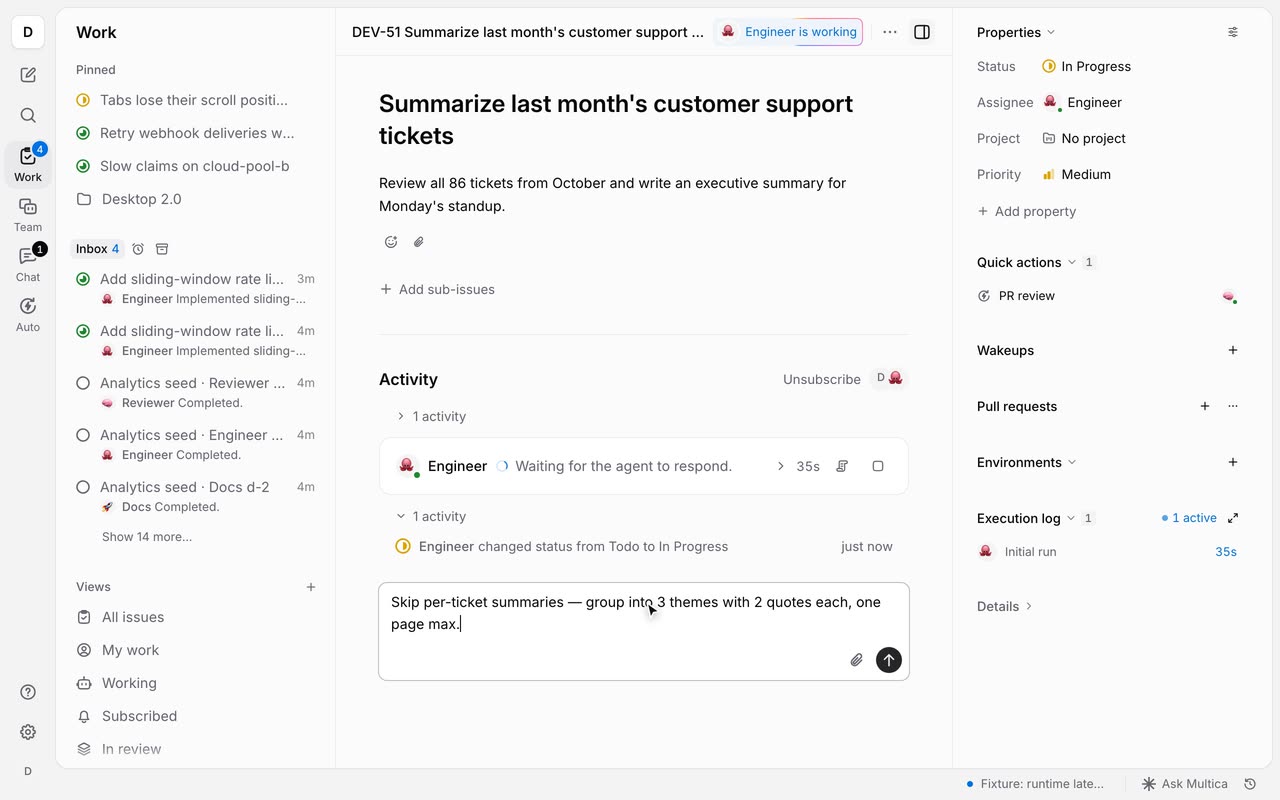 D
4
Work
Team
1
Chat
Auto
D
Work
Pinned
Tabs lose their scroll positi...
Retry webhook deliveries w...
Slow claims on cloud-pool-b
Desktop 2.0
Inbox 4
Add sliding-window rate li... 3m
Engineer Implemented sliding-...
Add sliding-window rate li... 4m
Engineer Implemented sliding-...
Analytics seed · Reviewer ... 4m
Reviewer Completed.
Analytics seed · Engineer ... 4m
Engineer Completed.
Analytics seed · Docs d-2 4m
Docs Completed.
Show 14 more...
Views
All issues
My work
Working
Subscribed
In review
DEV-51 Summarize last month's customer support ...
Engineer is working
Summarize last month's customer support
tickets
Review all 86 tickets from October and write an executive summary for
Monday's standup.
Add sub-issues
Activity
Unsubscribe D
1 activity
Engineer Waiting for the agent to respond. 35s
1 activity
Engineer changed status from Todo to In Progress just now
Skip per-ticket summaries — group into 3 themes with 2 quotes each, one
page max.
Properties
Status In Progress
Assignee Engineer
Project No project
Priority Medium
Add property
Quick actions 1
PR review
Wakeups
Pull requests
Environments
Execution log 1 1 active
Initial run 35s
Details
Fixture: runtime late...
Ask Multica